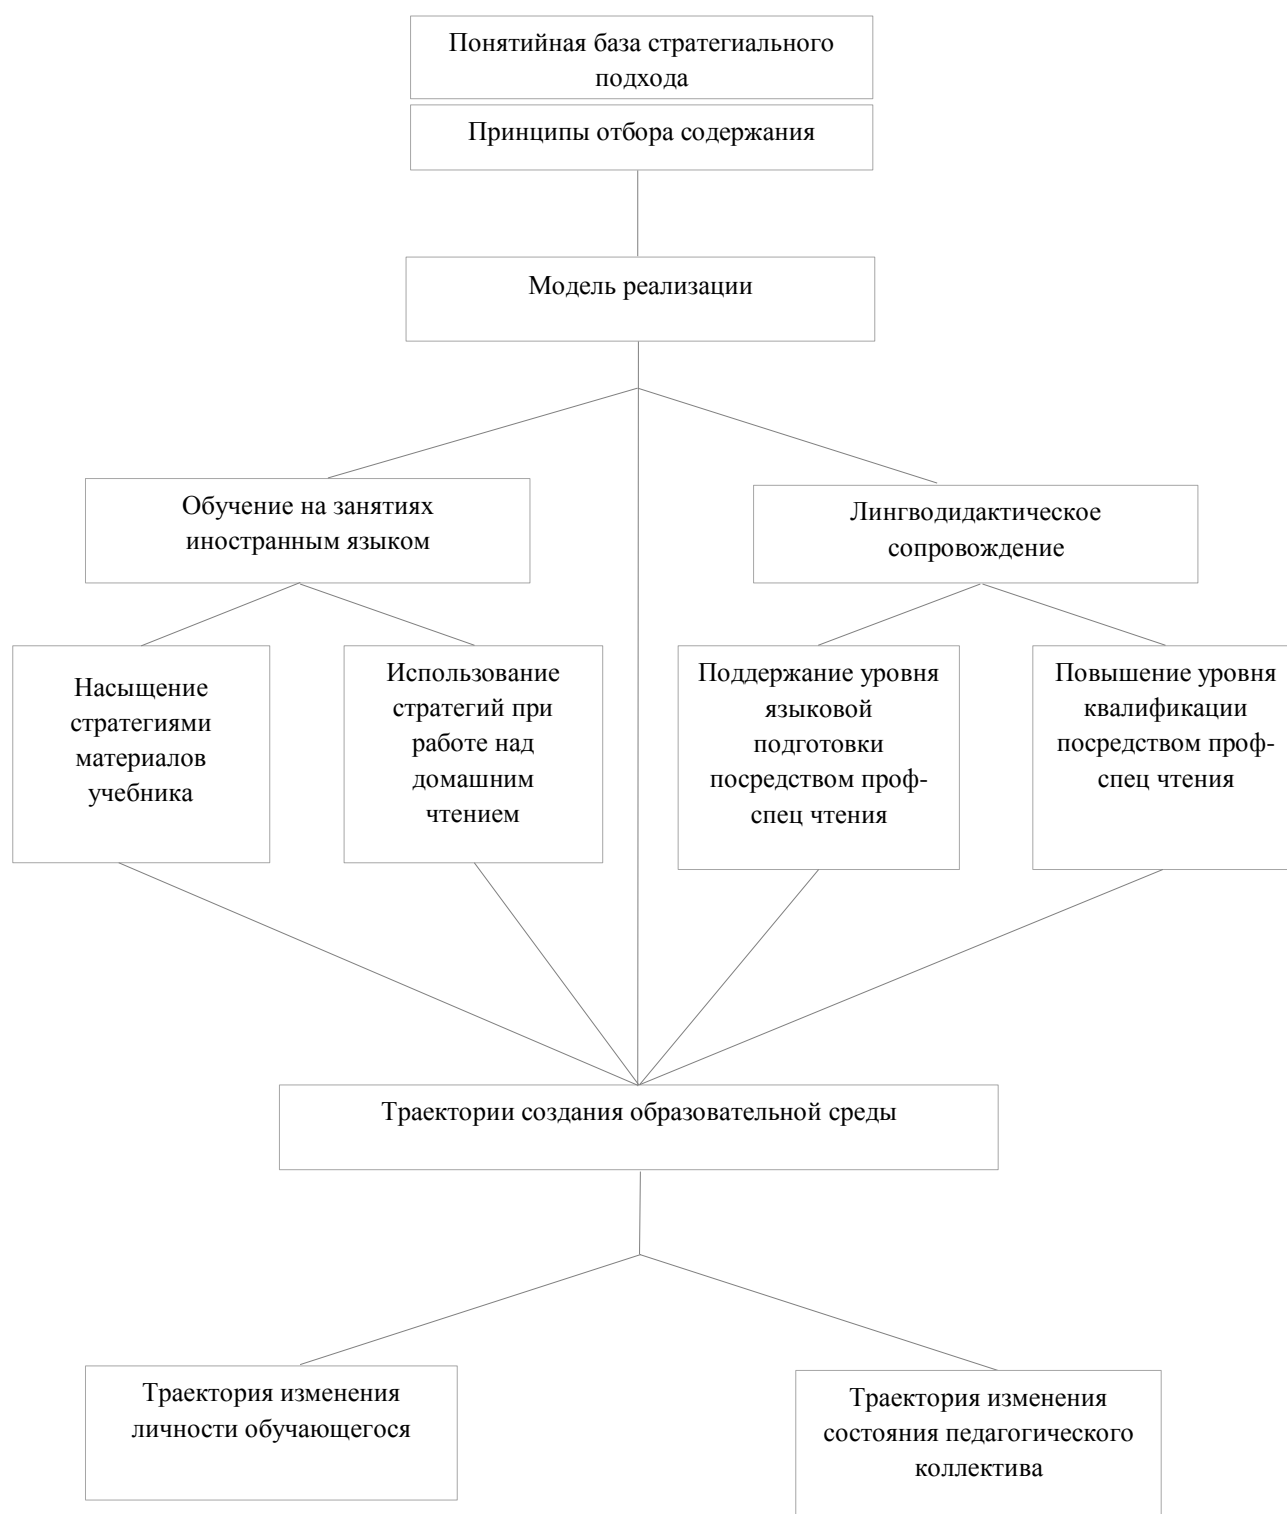 Понятийная база стратегиального
подхода
Принципы отбора содержания
Модель реализации
Обучение на занятиях
иностранным языком
Лингводидактическое
сопровождение
Насыщение
стратегиями
материалов
учебника
Использование
стратегий при
работе над
домашним
чтением
Поддержание уровня
языковой
подготовки
посредством проф-
спец чтения
Повышение уровня
квалификации
посредством проф-
спец чтения
Траектории создания образовательной среды
Траектория изменения
личности обучающегося
Траектория изменения
состояния педагогического
коллектива